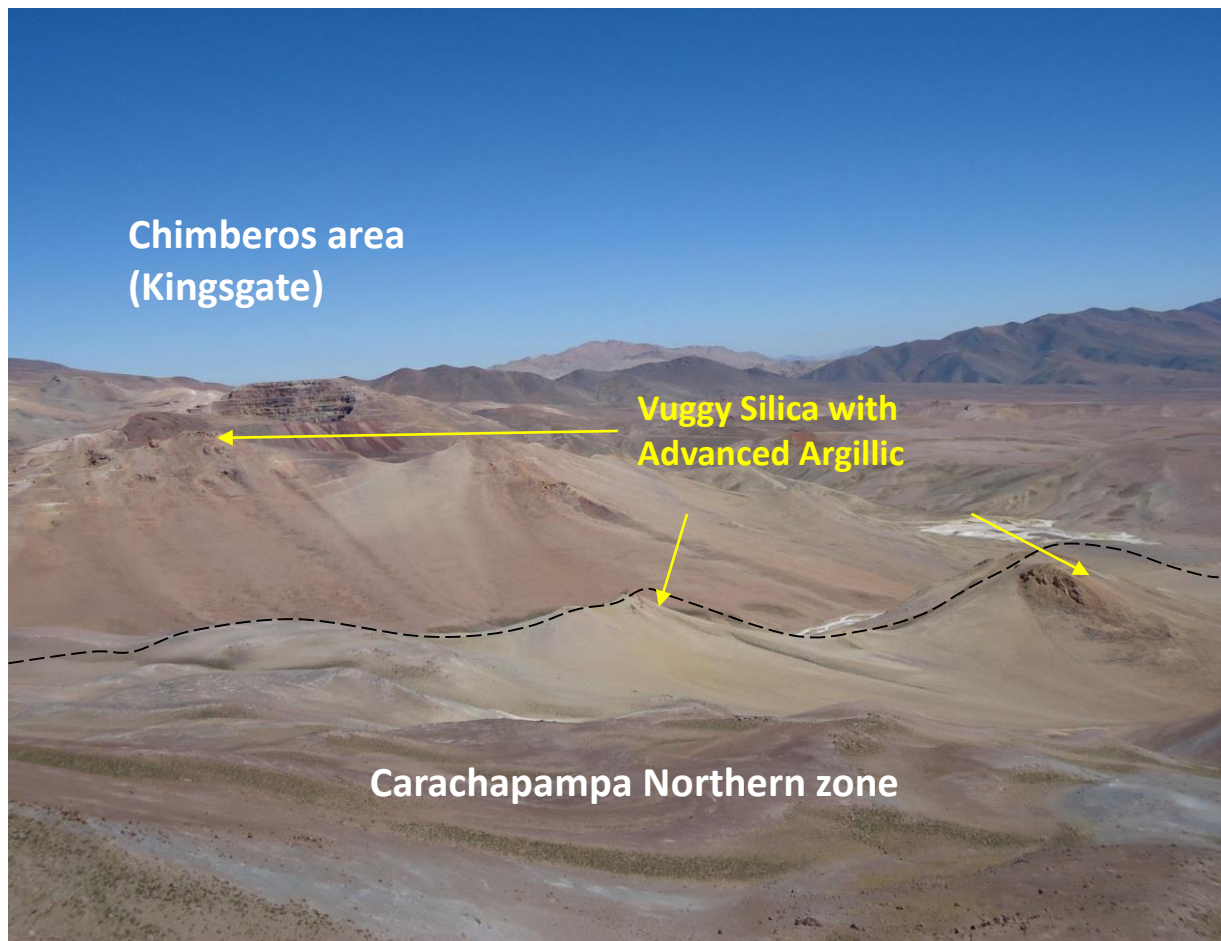 Chimberos area
(Kingsgate)
Vuggy Silica with
Advanced Argillic
Carachapampa Northern zone